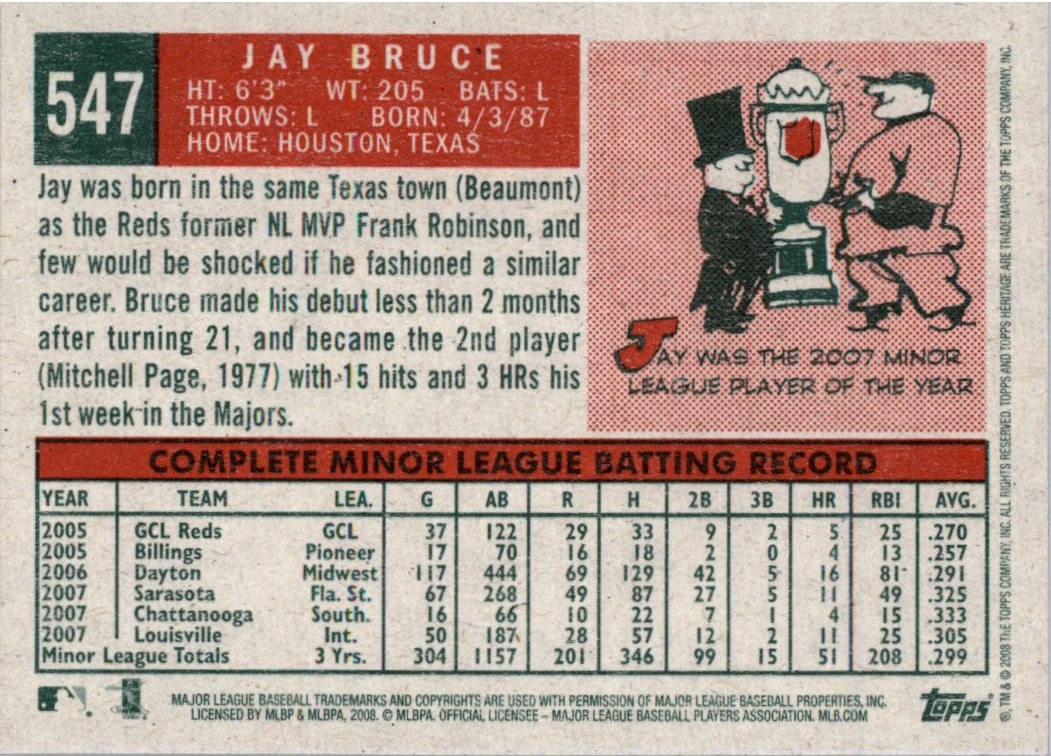 547
JAY BRUCE
HT: 6'3" WT: 205 BATS: L
THROWS: L BORN: 4/3/87
HOME: HOUSTON, TEXAS
Jay was born in the same Texas town (Beaumont)
as the Reds former NL MVP Frank Robinson, and
few would be shocked if he fashioned a similar
career. Bruce made his debut less than 2 months
after turning 21, and became the 2nd player
(Mitchell Page, 1977) with 15 hits and 3 HRs his
1st week in the Majors.
JAY WAS THE 2007 MINOR
LEAGUE PLAYER OF THE YEAR
COMPLETE MINOR LEAGUE BATTING RECORD
YEAR TEAM LEA. G AB R H 2B 3B HR RBI AVG.
2005 GCL Reds GCL 37 122 29 33 9 2 5 25 .270
2005 Billings Pioneer 17 70 16 18 2 0 4 13 .257
2006 Dayton Midwest 117 444 69 129 42 5 16 81 .291
2007 Sarasota Fla. St. 67 268 49 87 27 5 11 49 .325
2007 Chattanooga South. 16 66 10 22 7 1 4 15 .333
2007 Louisville Int. 50 187 28 57 12 2 11 25 .305
Minor League Totals 3 Yrs. 304 1157 201 346 99 15 51 208 .299
MAJOR LEAGUE BASEBALL TRADEMARKS AND COPYRIGHTS ARE USED WITH PERMISSION OF MAJOR LEAGUE BASEBALL PROPERTIES, INC.
LICENSED BY MLBP & MLBPA, 2008. © MLBPA. OFFICIAL LICENSEE – MAJOR LEAGUE BASEBALL PLAYERS ASSOCIATION. MLB.COM
Topps
®, TM & © 2008 THE TOPPS COMPANY, INC. ALL RIGHTS RESERVED. TOPPS AND TOPPS HERITAGE ARE TRADEMARKS OF THE TOPPS COMPANY, INC.